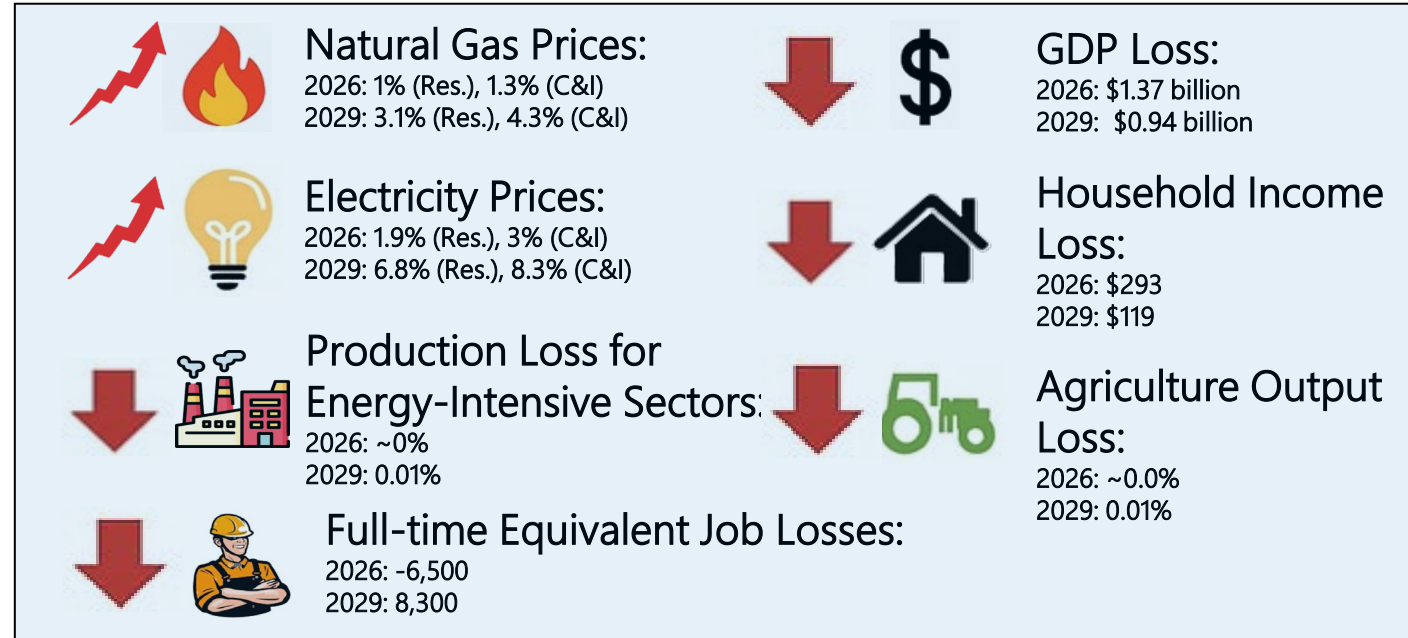 Natural Gas Prices:
2026: 1% (Res.), 1.3% (C&I)
2029: 3.1% (Res.), 4.3% (C&I)
Electricity Prices:
2026: 1.9% (Res.), 3% (C&I)
2029: 6.8% (Res.), 8.3% (C&I)
Production Loss for
Energy-Intensive Sectors:
2026: ~0%
2029: 0.01%
Full-time Equivalent Job Losses:
2026: -6,500
2029: 8,300
$
GDP Loss:
2026: $1.37 billion
2029: $0.94 billion
Household Income
Loss:
2026: $293
2029: $119
Agriculture Output
Loss:
2026: ~0.0%
2029: 0.01%